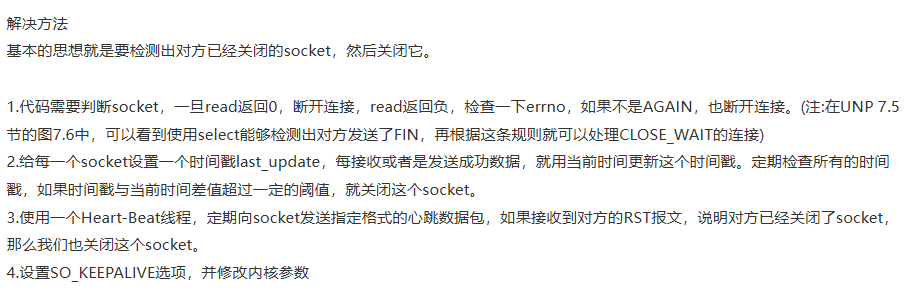 解决方法
基本的思想就是要检测出对方已经关闭的socket，然后关闭它。
1.代码需要判断socket，一旦read返回0，断开连接，read返回负，检查一下errno，如果不是AGAIN，也断开连接。(注:在UNP 7.5
节的图7.6中，可以看到使用select能够检测出对方发送了FIN，再根据这条规则就可以处理CLOSE_WAIT的连接)
2.给每一个socket设置一个时间戳last_update，每接收或者是发送成功数据，就用当前时间更新这个时间戳。定期检查所有的时间
戳，如果时间戳与当前时间差值超过一定的阈值，就关闭这个socket。
3.使用一个Heart-Beat线程，定期向socket发送指定格式的心跳数据包，如果接收到对方的RST报文，说明对方已经关闭了socket，
那么我们也关闭这个socket。
4.设置SO_KEEPALIVE选项，并修改内核参数